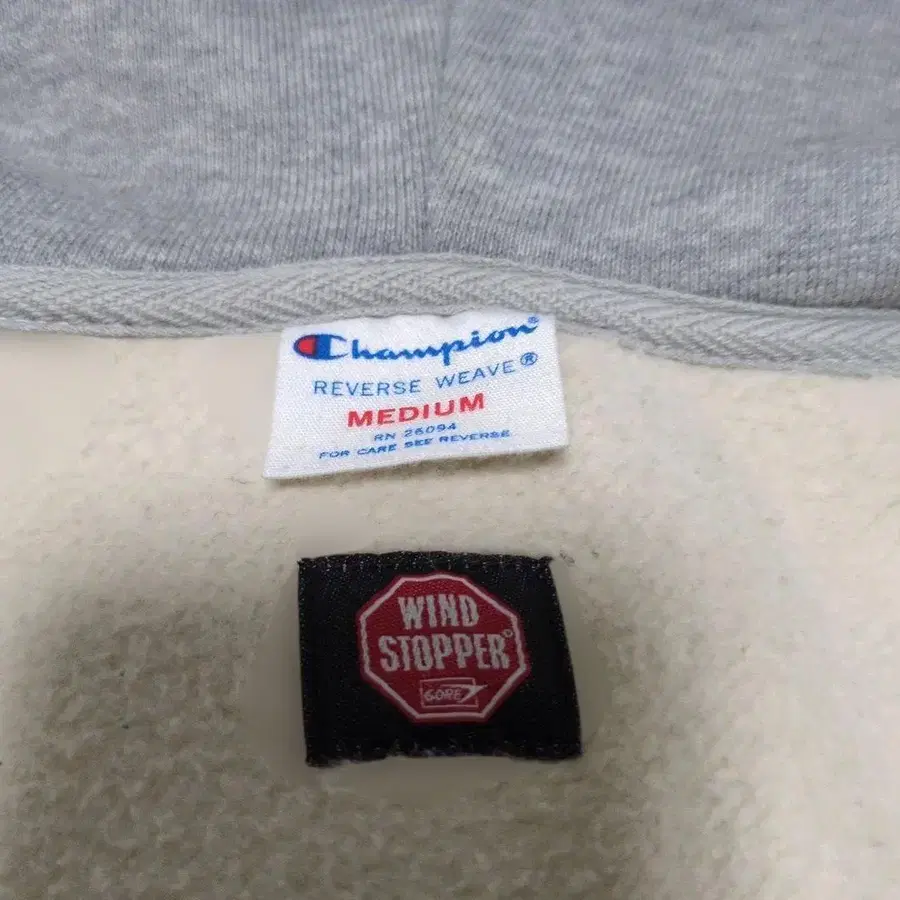 Champion®
REVERSE WEAVE®
MEDIUM
RN 26094
FOR CARE SEE REVERSE
WIND
STOPPER®
GORE